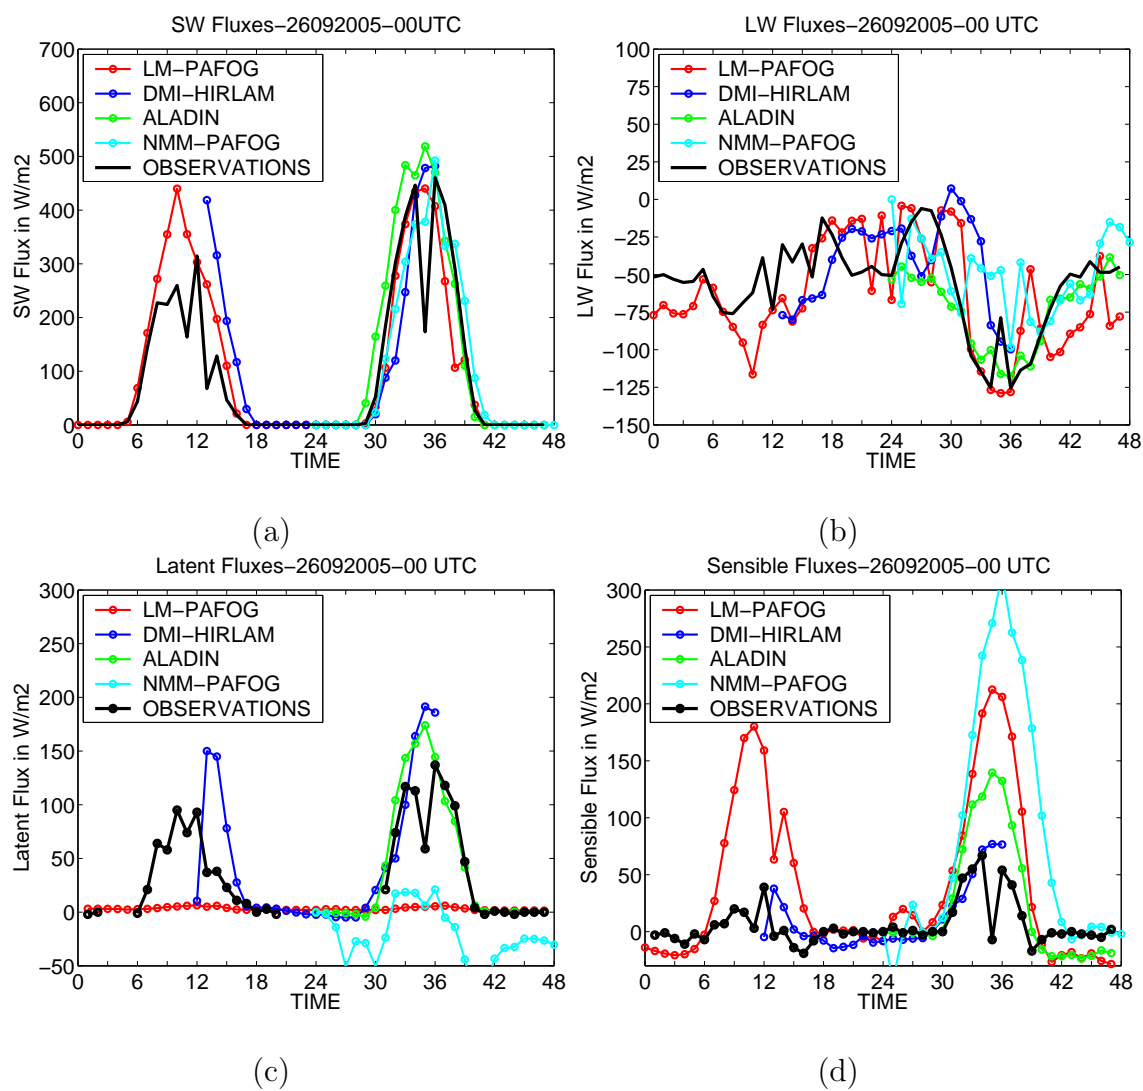 SW Fluxes−26092005−00UTC
700
600
500
400
300
200
100
0
SW Flux in W/m2
LM−PAFOG
DMI−HIRLAM
ALADIN
NMM−PAFOG
OBSERVATIONS
0 6 12 18 24 30 36 42 48
TIME
(a)
LW Fluxes−26092005−00 UTC
100
75
50
25
0
−25
−50
−75
−100
−125
−150
LW Flux in W/m2
LM−PAFOG
DMI−HIRLAM
ALADIN
NMM−PAFOG
OBSERVATIONS
0 6 12 18 24 30 36 42 48
TIME
(b)
Latent Fluxes−26092005−00 UTC
300
250
200
150
100
50
0
−50
Latent Flux in W/m2
LM−PAFOG
DMI−HIRLAM
ALADIN
NMM−PAFOG
OBSERVATIONS
0 6 12 18 24 30 36 42 48
TIME
(c)
Sensible Fluxes−26092005−00 UTC
300
250
200
150
100
50
0
Sensible Flux in W/m2
LM−PAFOG
DMI−HIRLAM
ALADIN
NMM−PAFOG
OBSERVATIONS
0 6 12 18 24 30 36 42 48
TIME
(d)